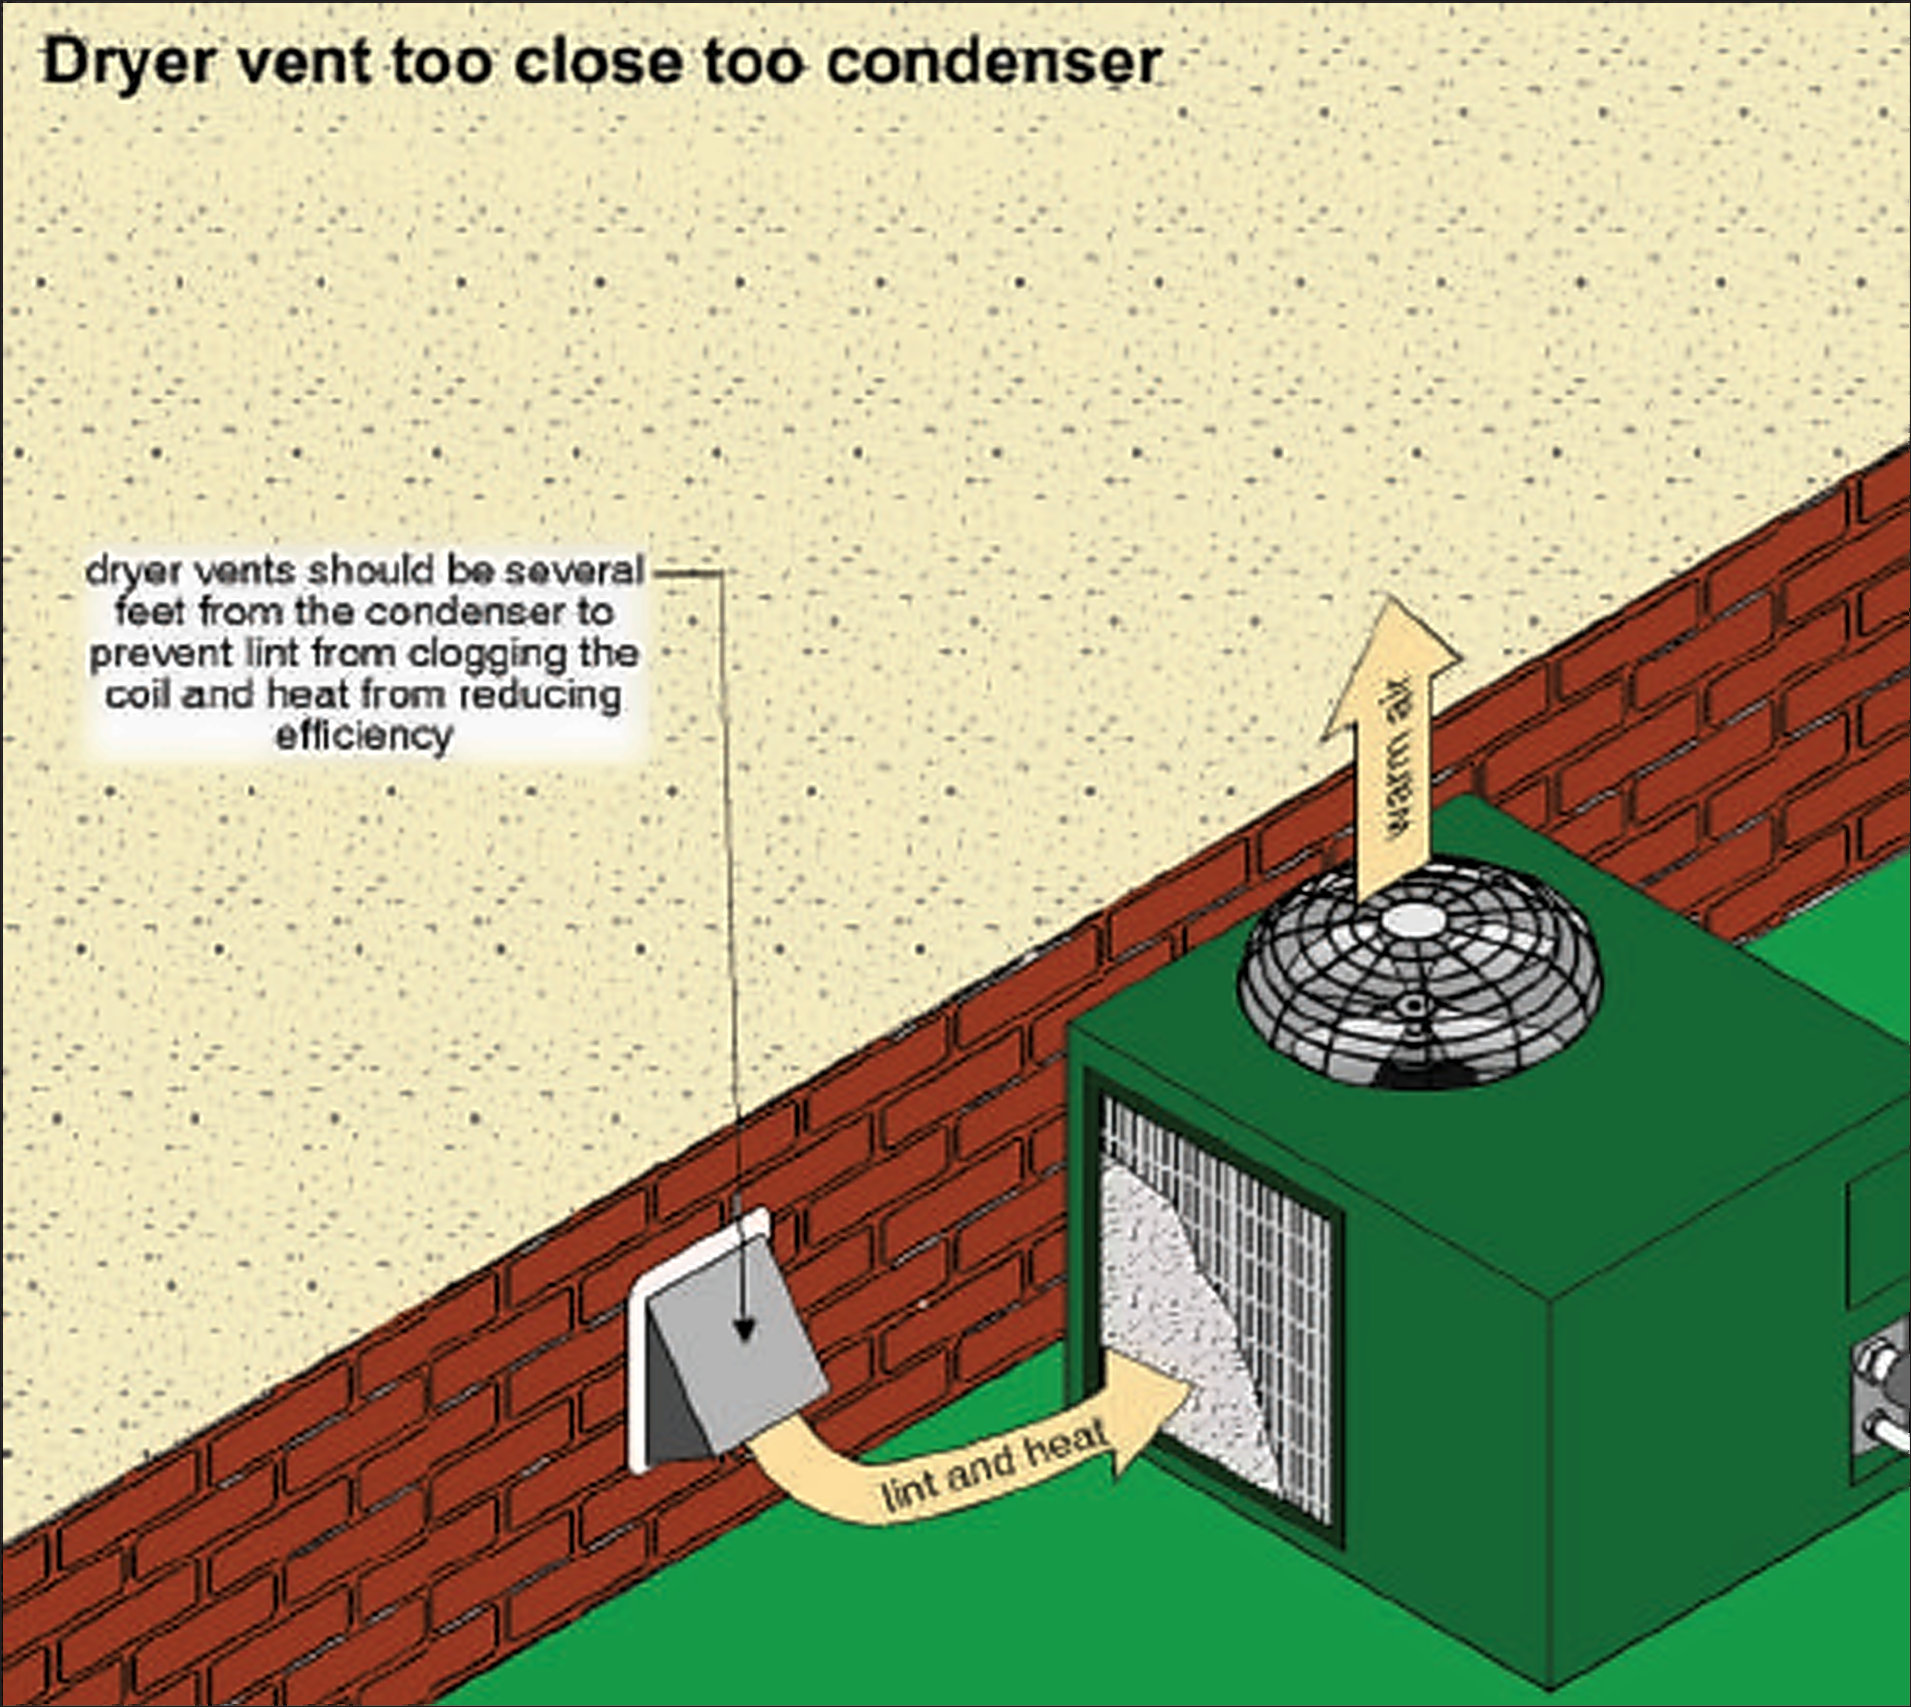 Dryer vent too close too condenser
dryer vents should be several
feet from the condenser to
prevent lint from clogging the
coil and heat from reducing
efficiency
warm air
lint and heat